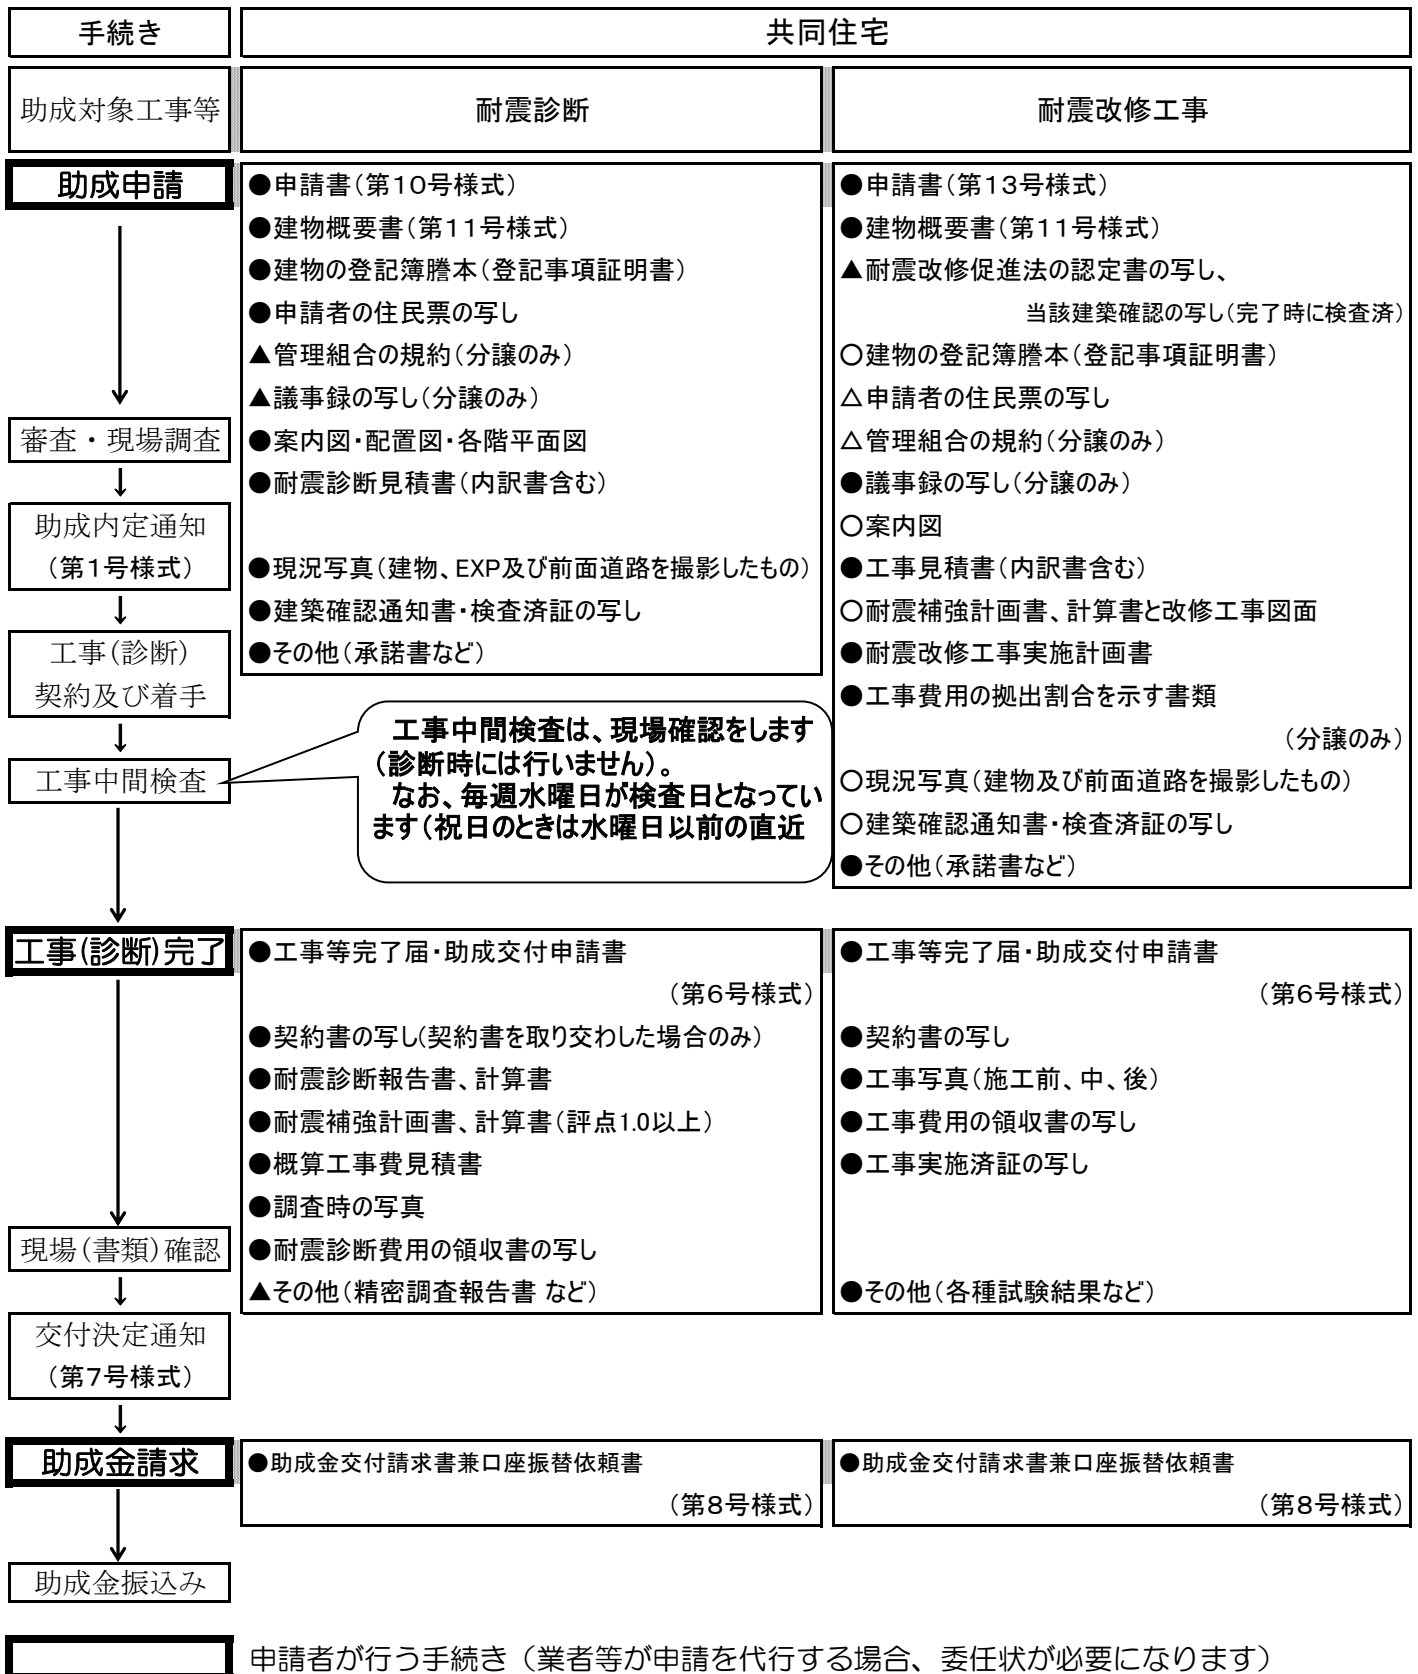 手続き
共同住宅
助成対象工事等
耐震診断
耐震改修工事
助成申請
審査・現場調査
助成内定通知
(第1号様式)
工事(診断)
契約及び着手
工事中間検査
●申請書(第10号様式)
●建物概要書(第11号様式)
●建物の登記簿謄本(登記事項証明書)
●申請者の住民票の写し
▲管理組合の規約(分譲のみ)
▲議事録の写し(分譲のみ)
●案内図・配置図・各階平面図
●耐震診断見積書(内訳書含む)
●現況写真(建物、EXP及び前面道路を撮影したもの)
●建築確認通知書・検査済証の写し
●その他(承諾書など)
工事中間検査は、現場確認をします
(診断時には行いません)。
なお、毎週水曜日が検査日となってい
ます(祝日のときは水曜日以前の直近
●申請書(第13号様式)
●建物概要書(第11号様式)
▲耐震改修促進法の認定書の写し、
当該建築確認の写し(完了時に検査済)
○建物の登記簿謄本(登記事項証明書)
△申請者の住民票の写し
△管理組合の規約(分譲のみ)
●議事録の写し(分譲のみ)
○案内図
●工事見積書(内訳書含む)
○耐震補強計画書、計算書と改修工事図面
●耐震改修工事実施計画書
●工事費用の拠出割合を示す書類
(分譲のみ)
○現況写真(建物及び前面道路を撮影したもの)
○建築確認通知書・検査済証の写し
●その他(承諾書など)
工事(診断)完了
現場(書類)確認
交付決定通知
(第7号様式)
●工事等完了届・助成交付申請書
(第6号様式)
●契約書の写し(契約書を取り交わした場合のみ)
●耐震診断報告書、計算書
●耐震補強計画書、計算書(評点1.0以上)
●概算工事費見積書
●調査時の写真
●耐震診断費用の領収書の写し
▲その他(精密調査報告書 など)
●工事等完了届・助成交付申請書
(第6号様式)
●契約書の写し
●工事写真(施工前、中、後)
●工事費用の領収書の写し
●工事実施済証の写し
●その他(各種試験結果など)
助成金請求
●助成金交付請求書兼口座振替依頼書
(第8号様式)
●助成金交付請求書兼口座振替依頼書
(第8号様式)
助成金振込み
申請者が行う手続き(業者等が申請を代行する場合、委任状が必要になります)